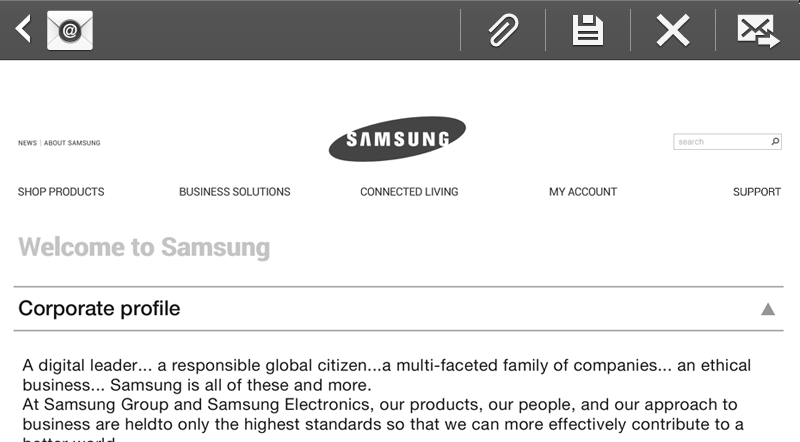 @
NEWS | ABOUT SAMSUNG
SAMSUNG
search
SHOP PRODUCTS BUSINESS SOLUTIONS CONNECTED LIVING MY ACCOUNT SUPPORT
Welcome to Samsung
Corporate profile
A digital leader... a responsible global citizen...a multi-faceted family of companies... an ethical
business... Samsung is all of these and more.
At Samsung Group and Samsung Electronics, our products, our people, and our approach to
business are heldto only the highest standards so that we can more effectively contribute to a
better world